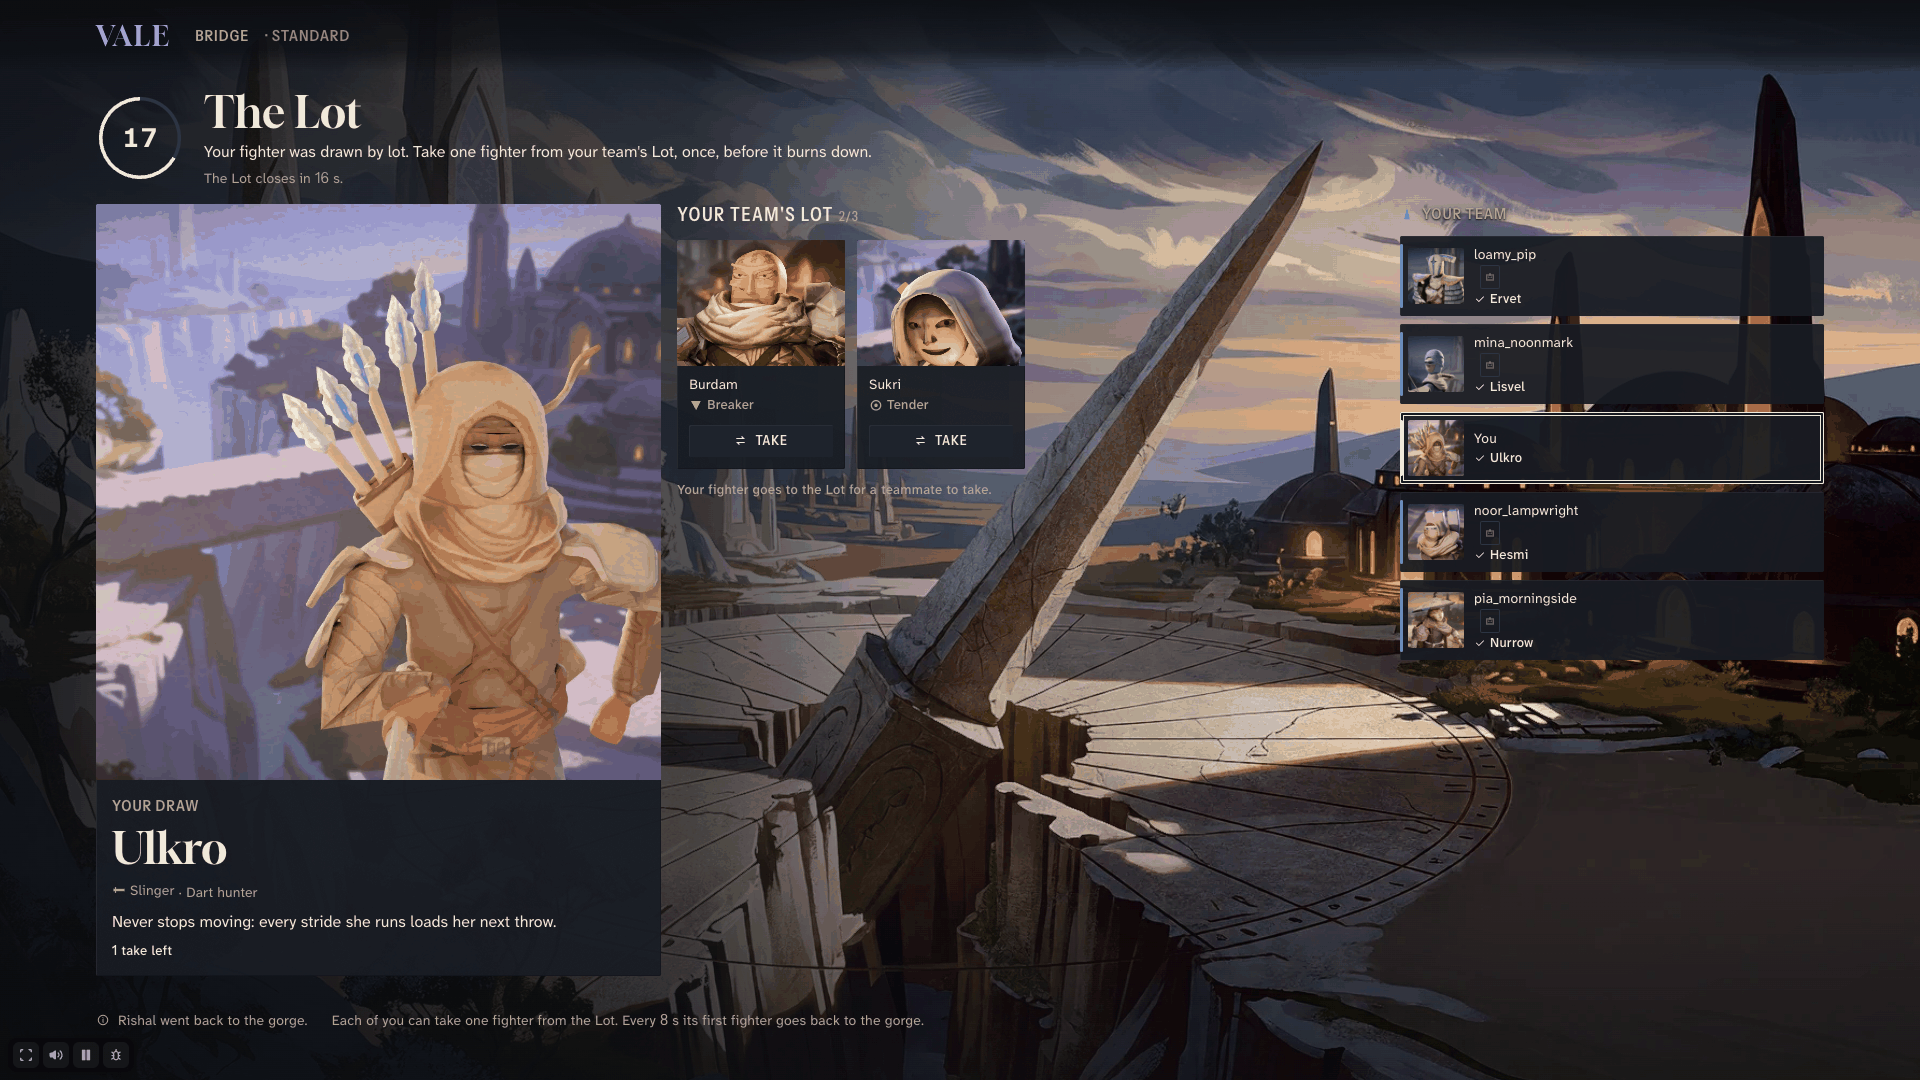 VALE BRIDGE · STANDARD
17
The Lot
Your fighter was drawn by lot. Take one fighter from your team's Lot, once, before it burns down.
The Lot closes in 16 s.
YOUR TEAM'S LOT 2/3
Burdam
Breaker
TAKE
Sukri
Tender
TAKE
Your fighter goes to the Lot for a teammate to take.
YOUR TEAM
loamy_pip
Ervet
mina_noonmark
Lisvel
You
Ulkro
noor_lampwright
Hesmi
pia_morningside
Nurrow
YOUR DRAW
Ulkro
Slinger · Dart hunter
Never stops moving: every stride she runs loads her next throw.
1 take left
Rishal went back to the gorge. Each of you can take one fighter from the Lot. Every 8 s its first fighter goes back to the gorge.